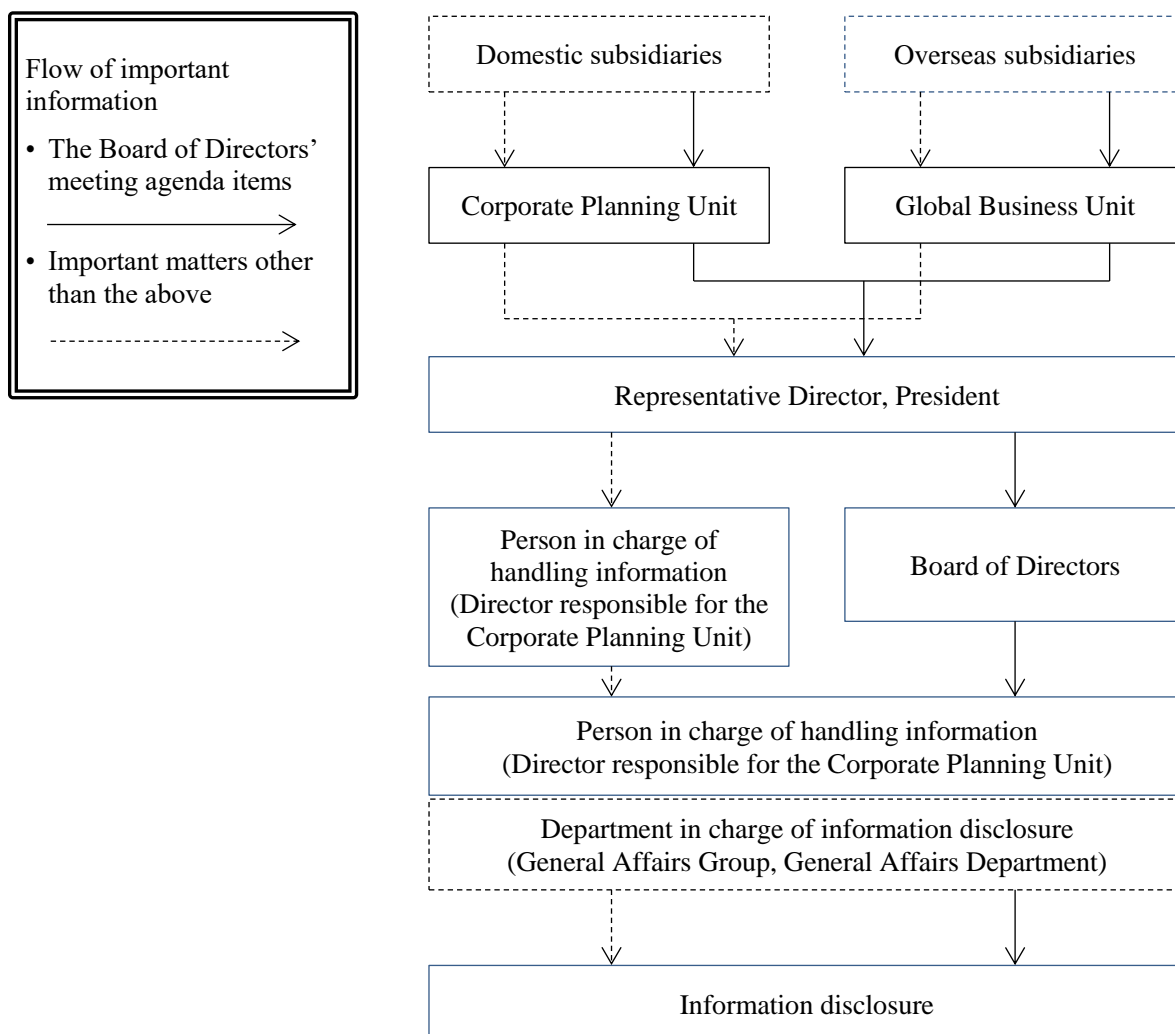 Flow of important
information
• The Board of Directors’
meeting agenda items
• Important matters other
than the above
Domestic subsidiaries
Overseas subsidiaries
Corporate Planning Unit
Global Business Unit
Representative Director, President
Person in charge of
handling information
(Director responsible for the
Corporate Planning Unit)
Board of Directors
Person in charge of handling information
(Director responsible for the Corporate Planning Unit)
Department in charge of information disclosure
(General Affairs Group, General Affairs Department)
Information disclosure